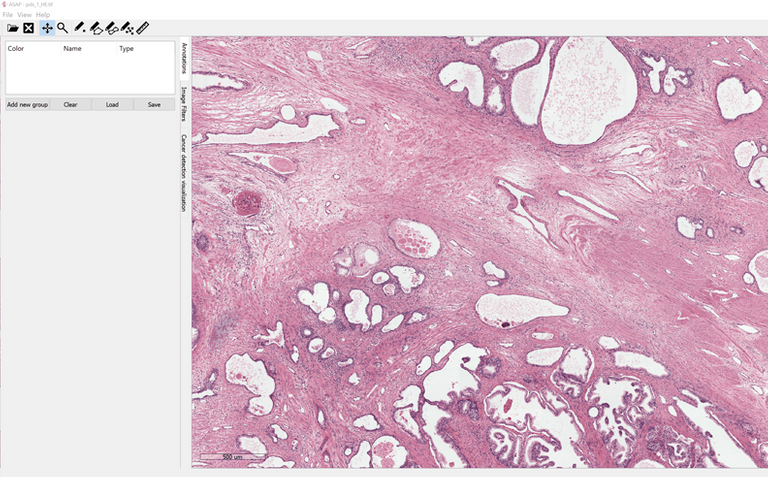 ASAP - pds_1_HE.tif
File View Help
Color Name Type
Add new group Clear Load Save
Annotations
Image Filters
Cancer detection visualization
500 um